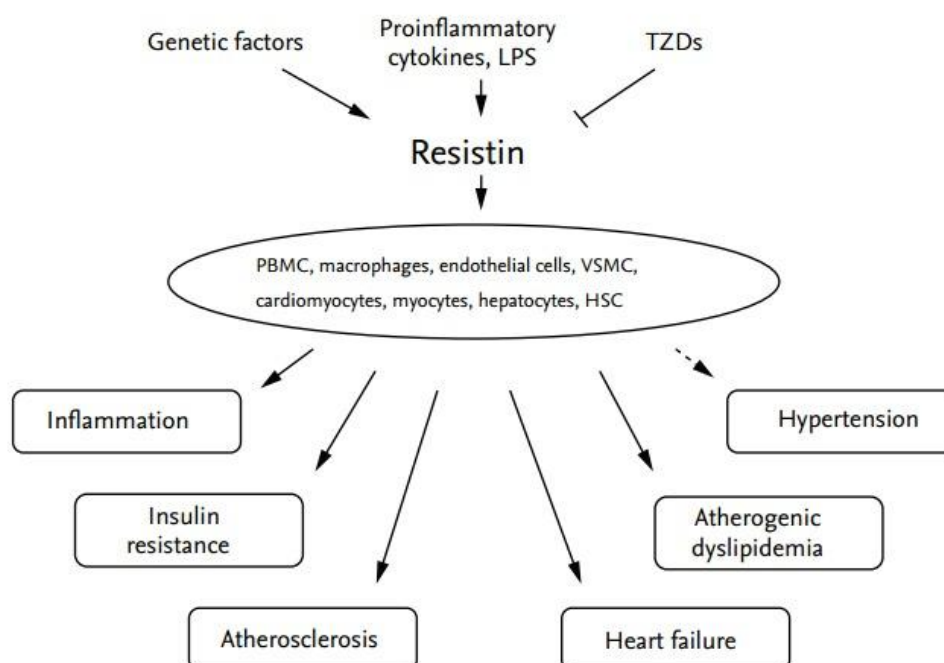 Genetic factors
Proinflammatory
cytokines, LPS
TZDs
Resistin
PBMC, macrophages, endothelial cells, VSMC,
cardiomyocytes, myocytes, hepatocytes, HSC
Inflammation
Hypertension
Insulin
resistance
Atherogenic
dyslipidemia
Atherosclerosis
Heart failure